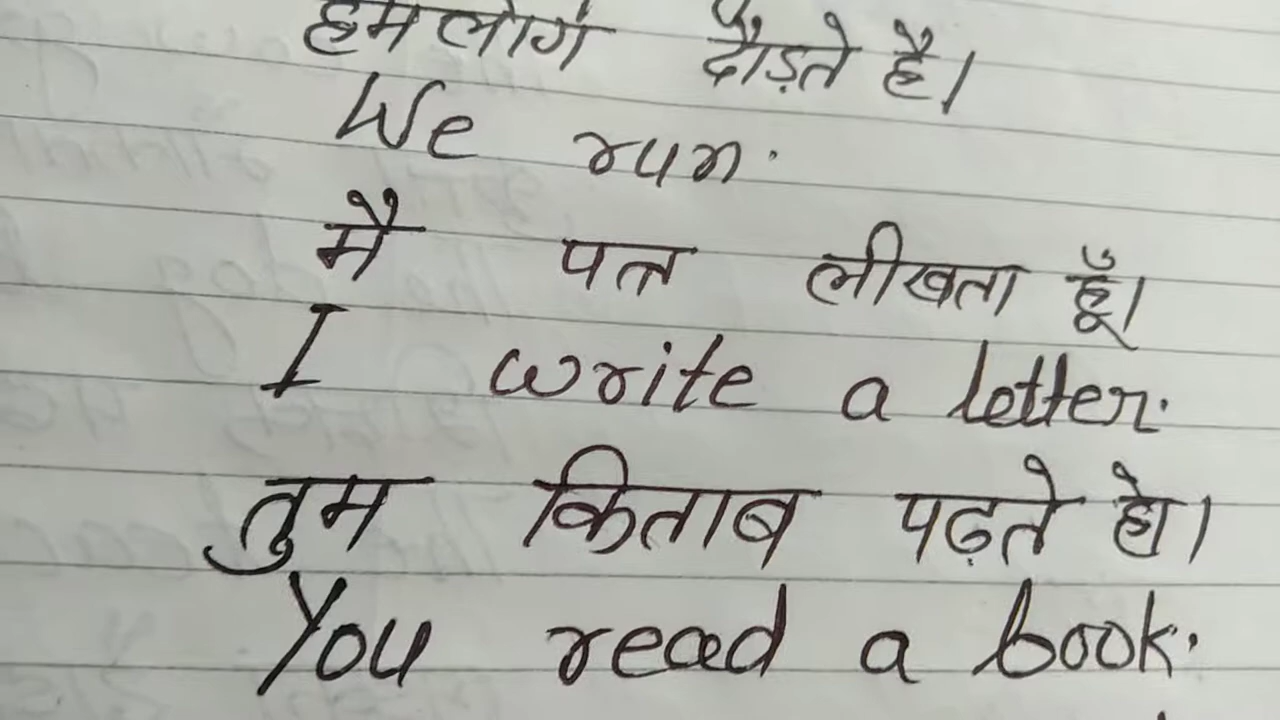 हम लोग दौड़ते है।
We run.
मै पत्र लीखता हूँ।
I write a letter.
तुम किताब पढ़ते हो।
You read a book.